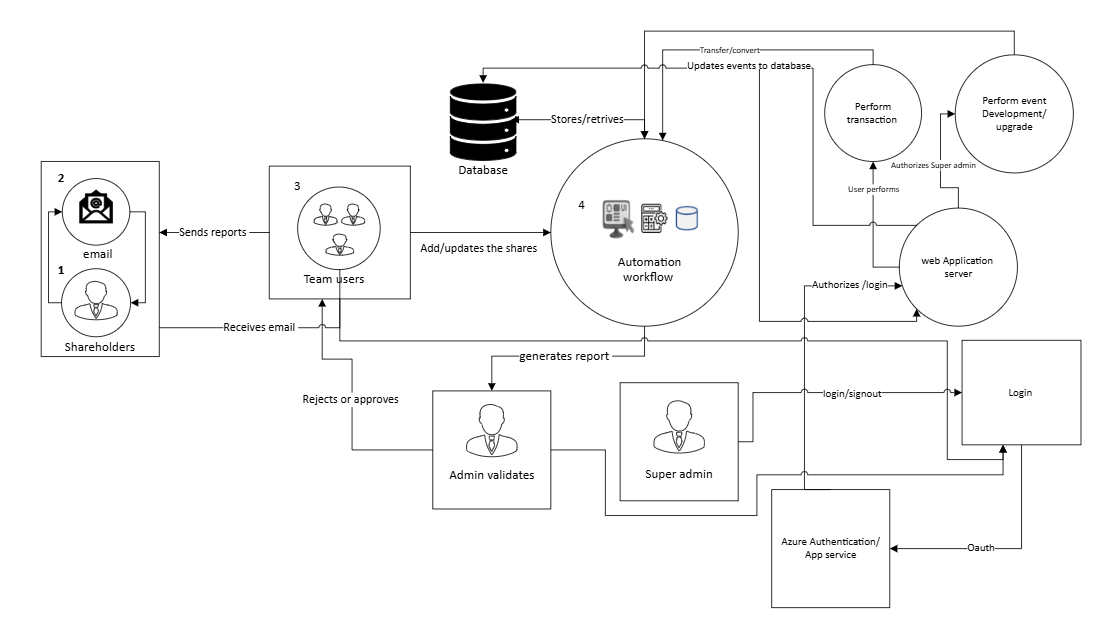 Transfer/convert
Updates events to database
Perform
transaction
Perform event
Development/
upgrade
Stores/retrives
Database
Authorizes Super admin
User performs
2
email
1
Shareholders
Sends reports
3
Team users
Add/updates the shares
4
UI
Automation
workflow
web Application
server
Authorizes /login
Receives email
generates report
Rejects or approves
Admin validates
Super admin
login/signout
Login
Azure Authentication/
App service
Oauth